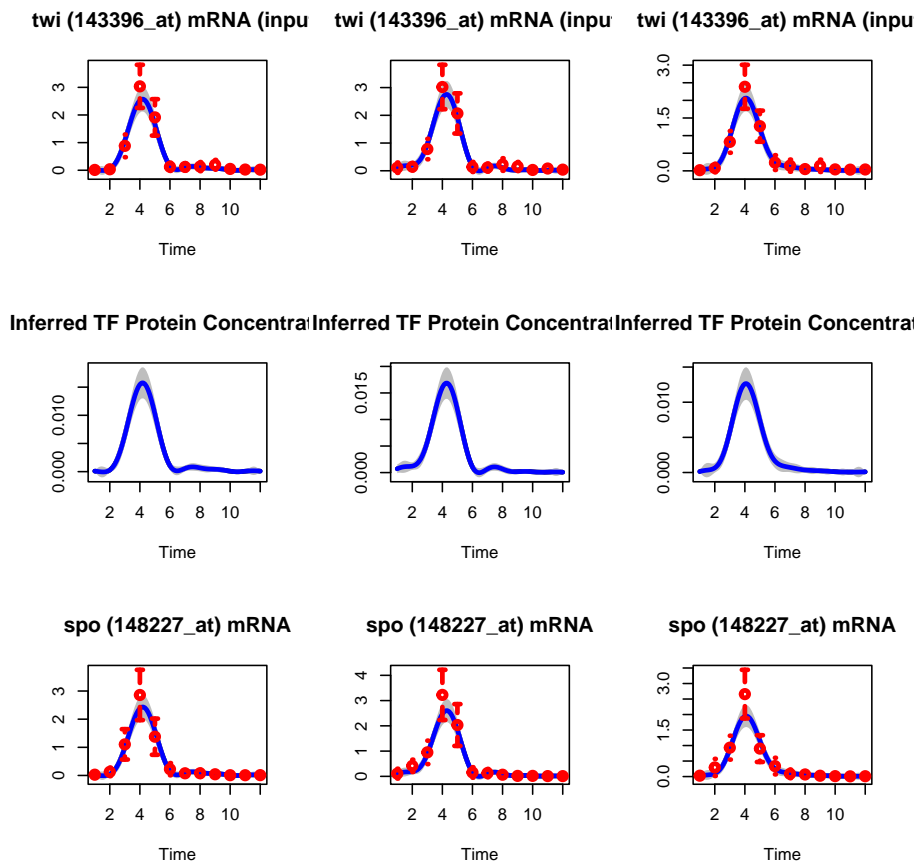 twi (143396_at) mRNA (inpu twi (143396_at) mRNA (inpu twi (143396_at) mRNA (inpu
3
2
1
0
2 4 6 8 10
Time
3
2
1
0
2 4 6 8 10
Time
3.0
1.5
0.0
2 4 6 8 10
Time
Inferred TF Protein Concentrat Inferred TF Protein Concentrat Inferred TF Protein Concentrat
0.010
0.000
2 4 6 8 10
Time
0.015
0.000
2 4 6 8 10
Time
0.010
0.000
2 4 6 8 10
Time
spo (148227_at) mRNA spo (148227_at) mRNA spo (148227_at) mRNA
3
2
1
0
2 4 6 8 10
Time
4
3
2
1
0
2 4 6 8 10
Time
3.0
1.5
0.0
2 4 6 8 10
Time